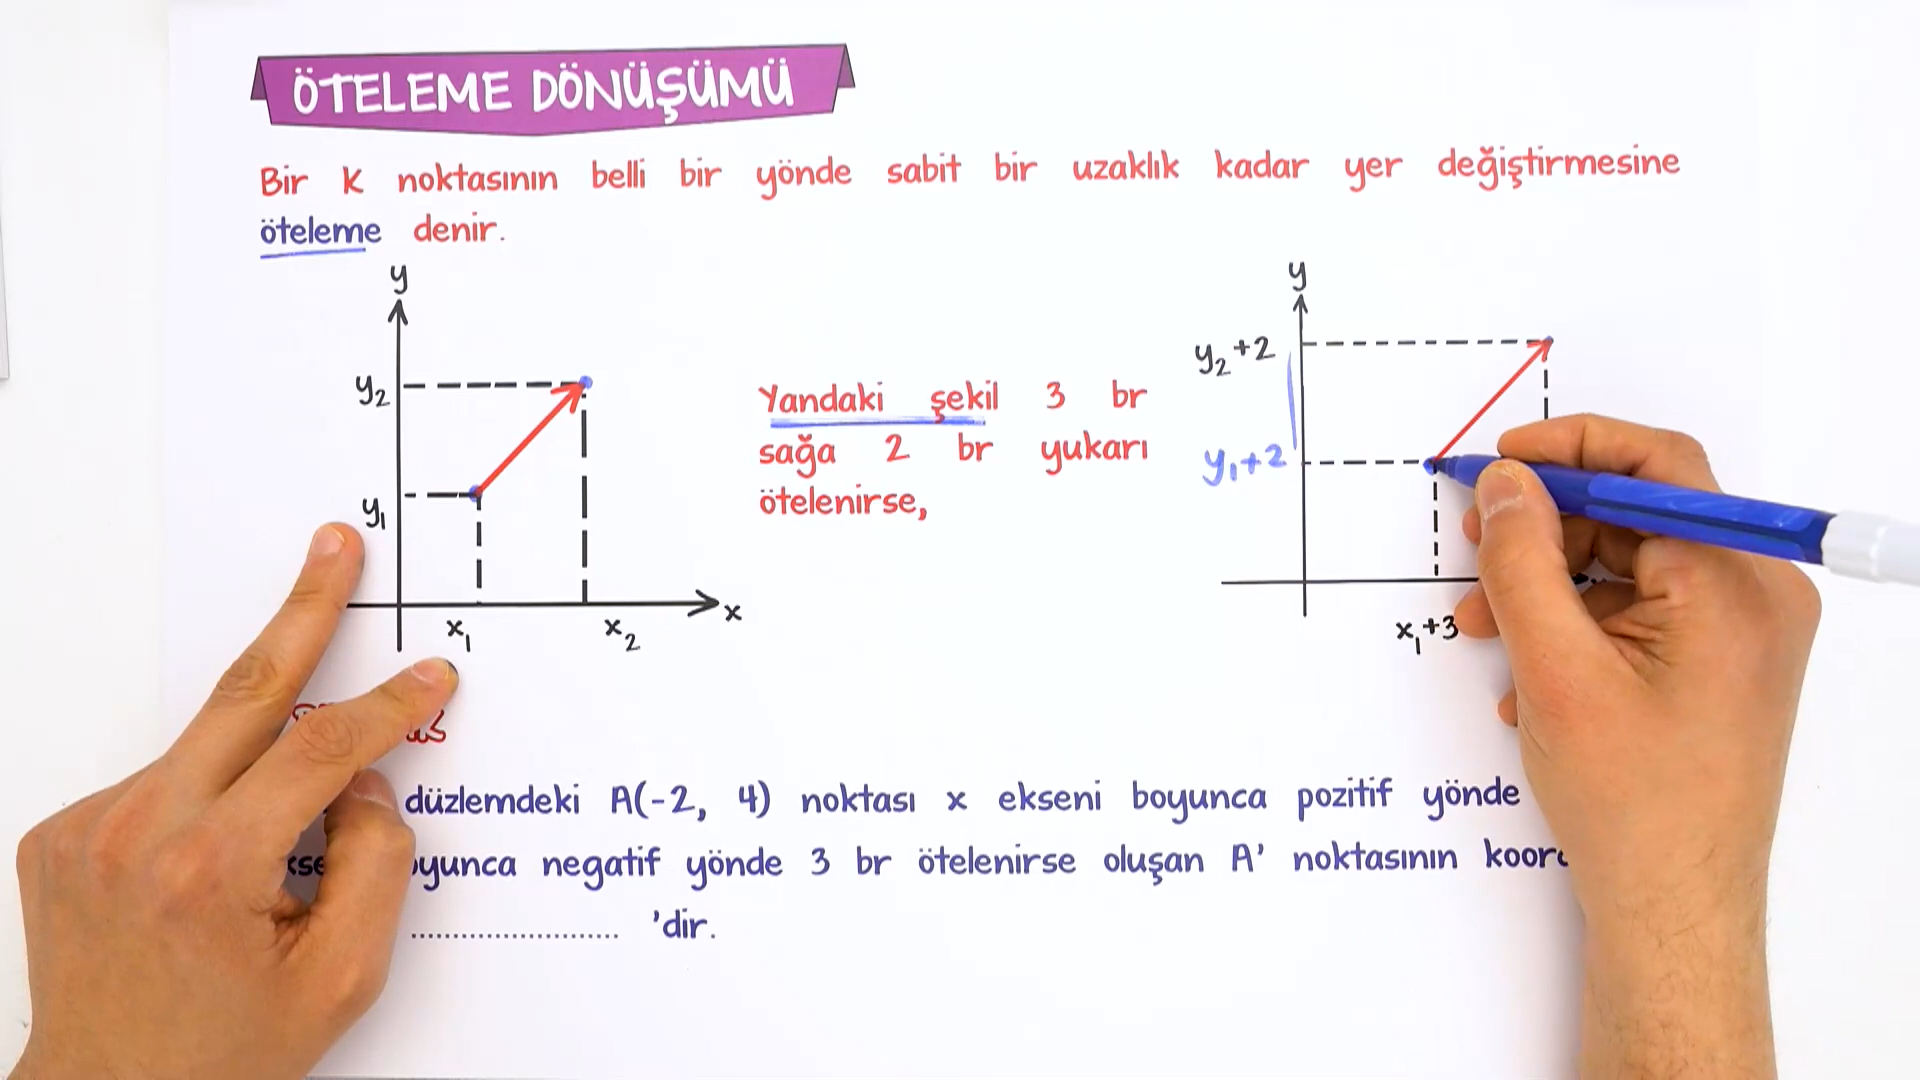 ÖTELEME DÖNÜŞÜMÜ
Bir K noktasının belli bir yönde sabit bir uzaklık kadar yer değiştirmesine
öteleme denir.
y
y₂
y₁
x₁
x₂
x
Yandaki şekil 3 br
sağa 2 br yukarı
ötelenirse,
y
y₂+2
y₁+2
x₁+3
düzlemdeki A(-2, 4) noktası x ekseni boyunca pozitif yönde
negatif yönde 3 br ötelenirse oluşan A' noktasının
........................ 'dir.